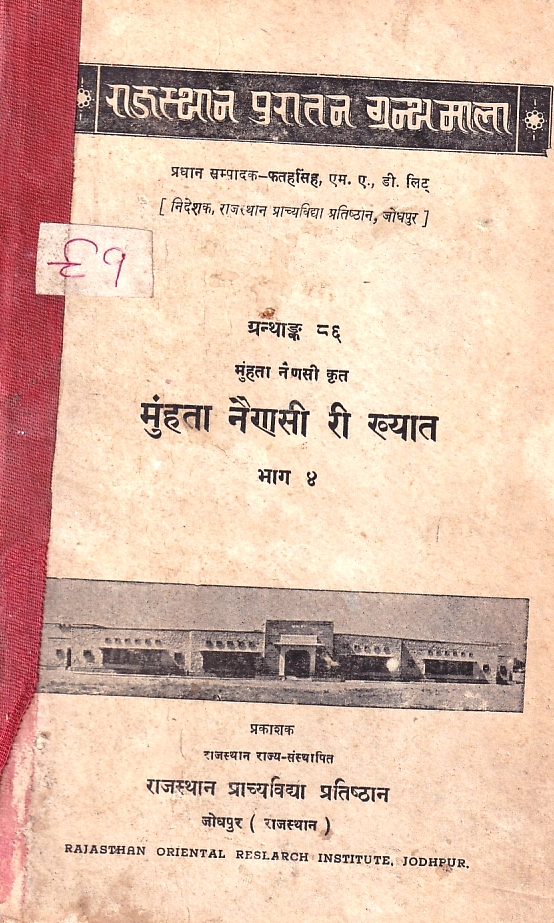 राजस्थान पुरातन ग्रन्थमाला
प्रधान सम्पादक-फतहसिंह, एम. ए., डी. लिट्
[ निदेशक, राजस्थान प्राच्यविद्या प्रतिष्ठान, जोधपुर ]
६१
ग्रन्थाङ्क ८६
मुंहता नैणसी कृत
मुंहता नैणसी री ख्यात
भाग ४
प्रकाशक
राजस्थान राज्य-संस्थापित
राजस्थान प्राच्यविद्या प्रतिष्ठान
जोधपुर ( राजस्थान )
RAJASTHAN ORIENTAL RESLARCH INSTITUTE, JODHPUR.